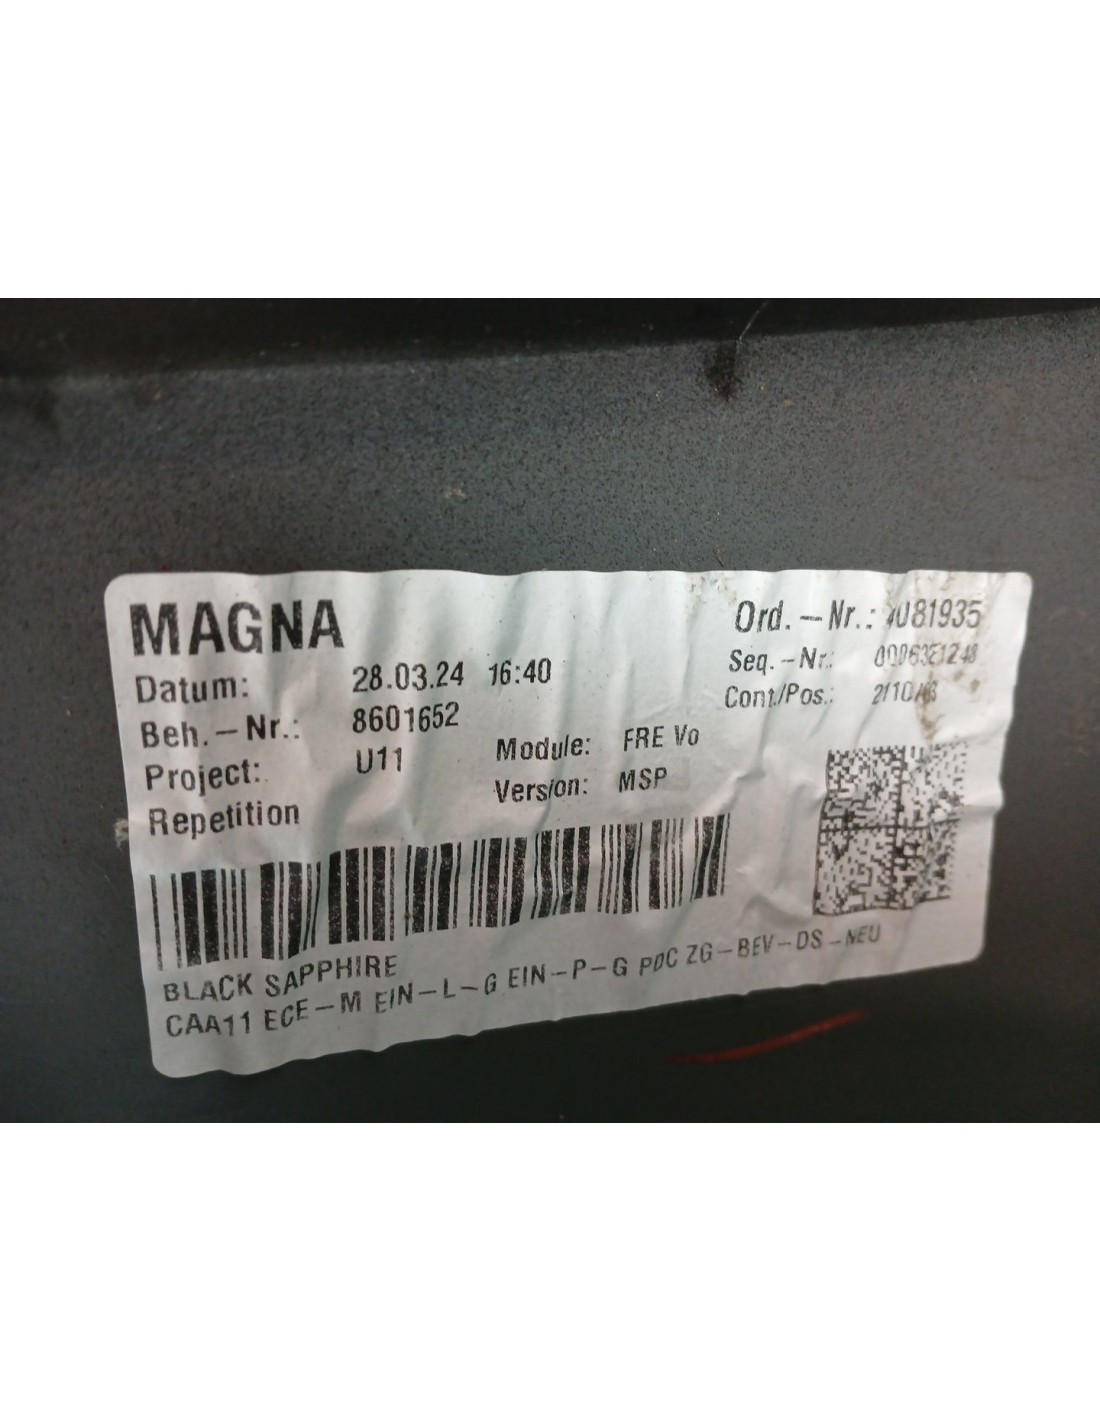 MAGNA
Ord.-Nr.:
Datum: 28.03.24 16:40
Seq.-Nr.:
Beh.-Nr.: 8601652
Cont./Pos.:
Project: U11 Module: FRE Vo
Repetition Version: MSP
BLACK SAPPHIRE
CAA11 ECE-M EIN-L-G EIN-P-G PDC ZG-BEV-DS-NEU